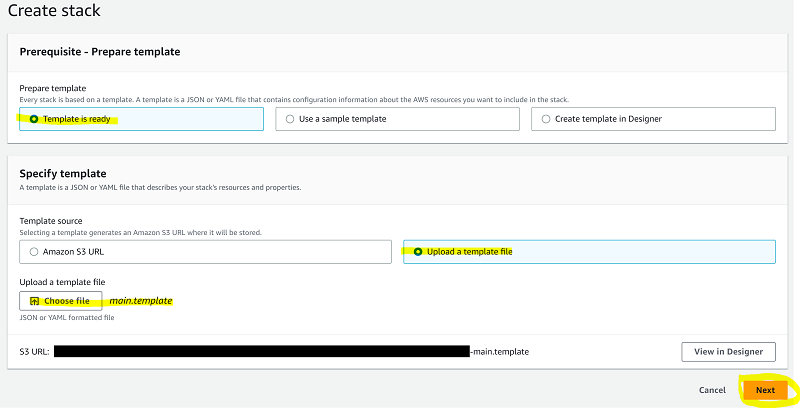 Create stack
Prerequisite - Prepare template
Prepare template
Every stack is based on a template. A template is a JSON or YAML file that contains configuration information about the AWS resources you want to include in the stack.
Template is ready
Use a sample template
Create template in Designer
Specify template
A template is a JSON or YAML file that describes your stack's resources and properties.
Template source
Selecting a template generates an Amazon S3 URL where it will be stored.
Amazon S3 URL
Upload a template file
Upload a template file
Choose file main.template
JSON or YAML formatted file
S3 URL: -main.template
View in Designer
Cancel
Next